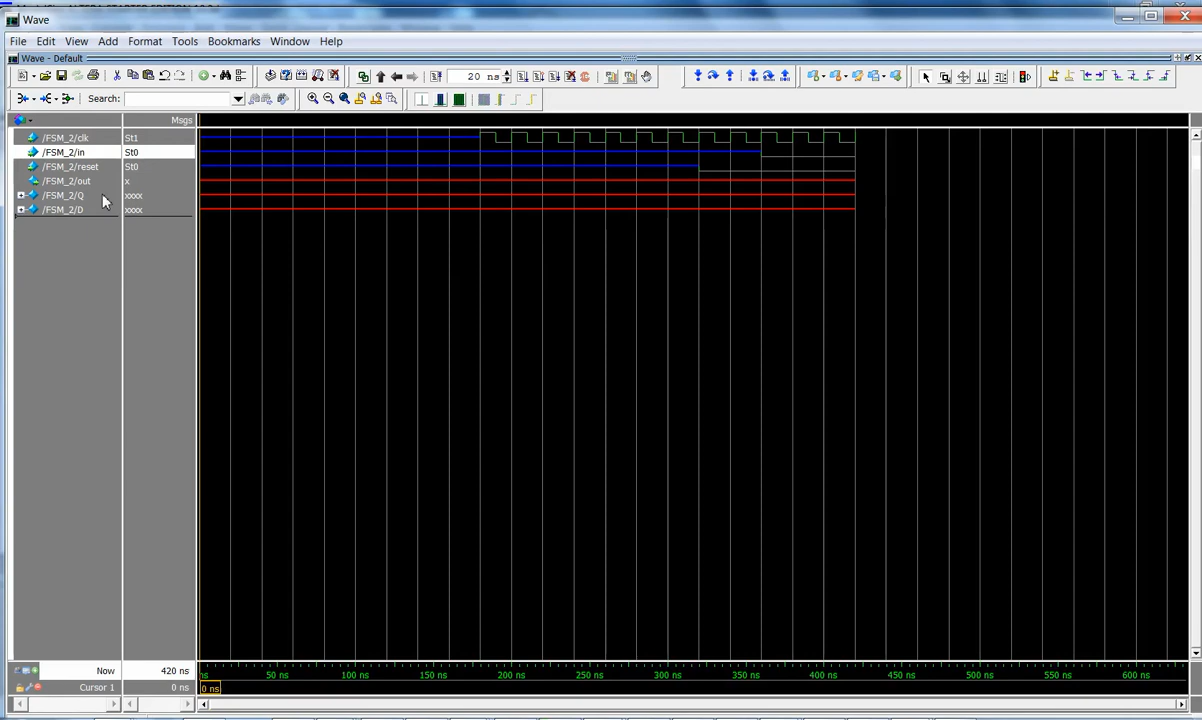 Wave
File Edit View Add Format Tools Bookmarks Window Help
Wave - Default
20 ns
Search:
Msgs
/FSM_2/clk St1
/FSM_2/in St0
/FSM_2/reset St0
/FSM_2/out x
/FSM_2/Q xxxx
/FSM_2/D xxxx
Now 420 ns
ns 50 ns 100 ns 150 ns 200 ns 250 ns 300 ns 350 ns 400 ns 450 ns 500 ns 550 ns 600 ns
Cursor 1 0 ns 0 ns